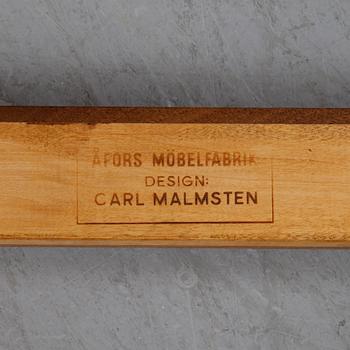 ÅFORS MÖBELFABRIK
DESIGN:
CARL MALMSTEN